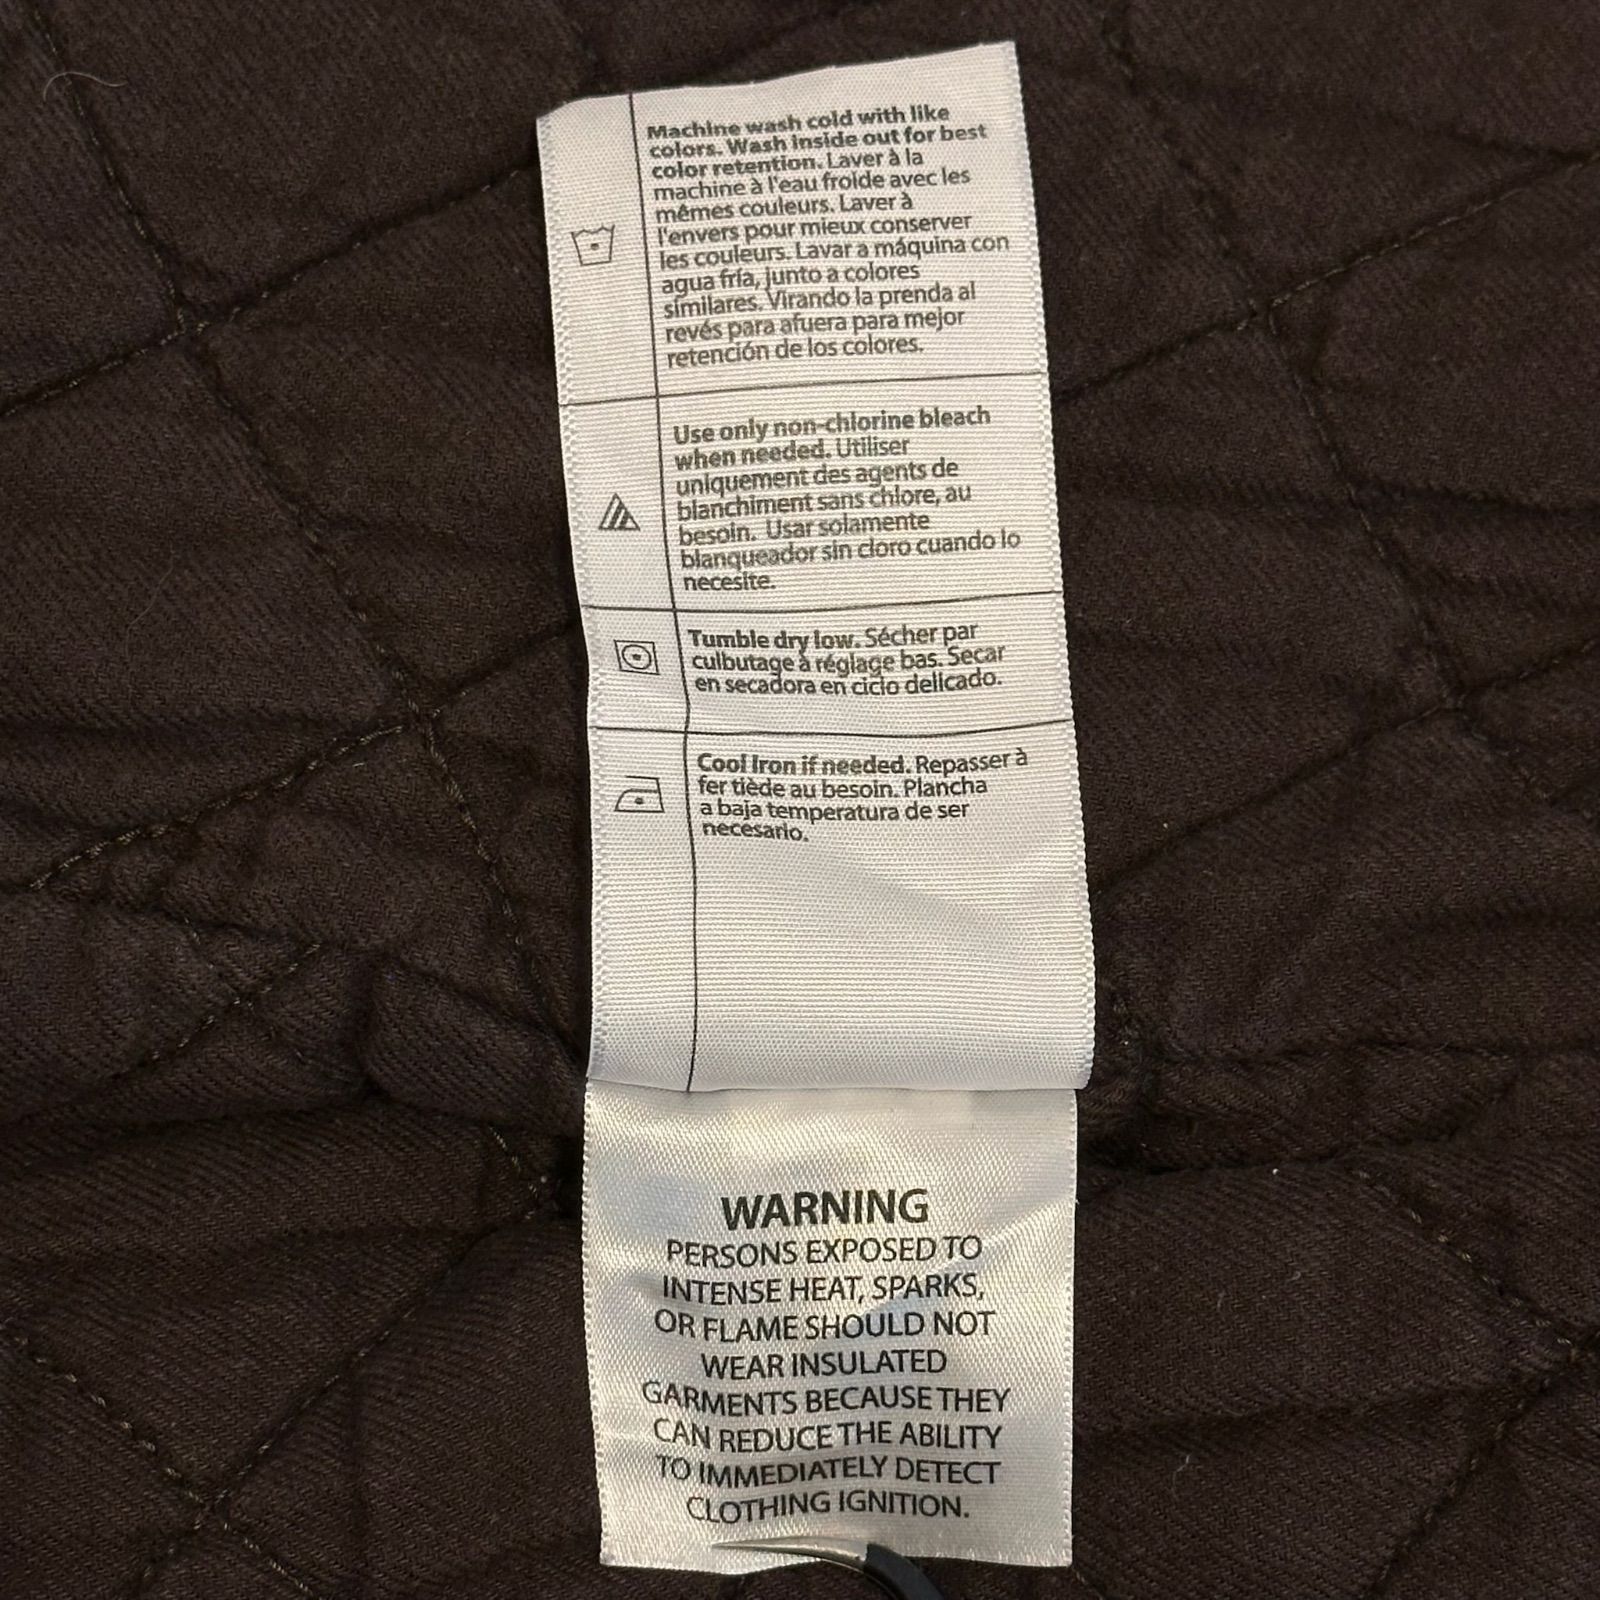 Machine wash cold with like
colors. Wash inside out for best
color retention. Laver à la
machine à l'eau froide avec les
mêmes couleurs. Laver à
l'envers pour mieux conserver
les couleurs. Lavar a máquina con
agua fría, junto a colores
similares. Virando la prenda al
revés para afuera para mejor
retención de los colores.
Use only non-chlorine bleach
when needed. Utiliser
uniquement des agents de
blanchiment sans chlore, au
besoin. Usar solamente
blanqueador sin cloro cuando lo
necesite.
Tumble dry low. Sécher par
culbutage à réglage bas. Secar
en secadora en ciclo delicado.
Cool Iron if needed. Repasser à
fer tiède au besoin. Plancha
a baja temperatura de ser
necesario.
WARNING
PERSONS EXPOSED TO
INTENSE HEAT, SPARKS,
OR FLAME SHOULD NOT
WEAR INSULATED
GARMENTS BECAUSE THEY
CAN REDUCE THE ABILITY
TO IMMEDIATELY DETECT
CLOTHING IGNITION.